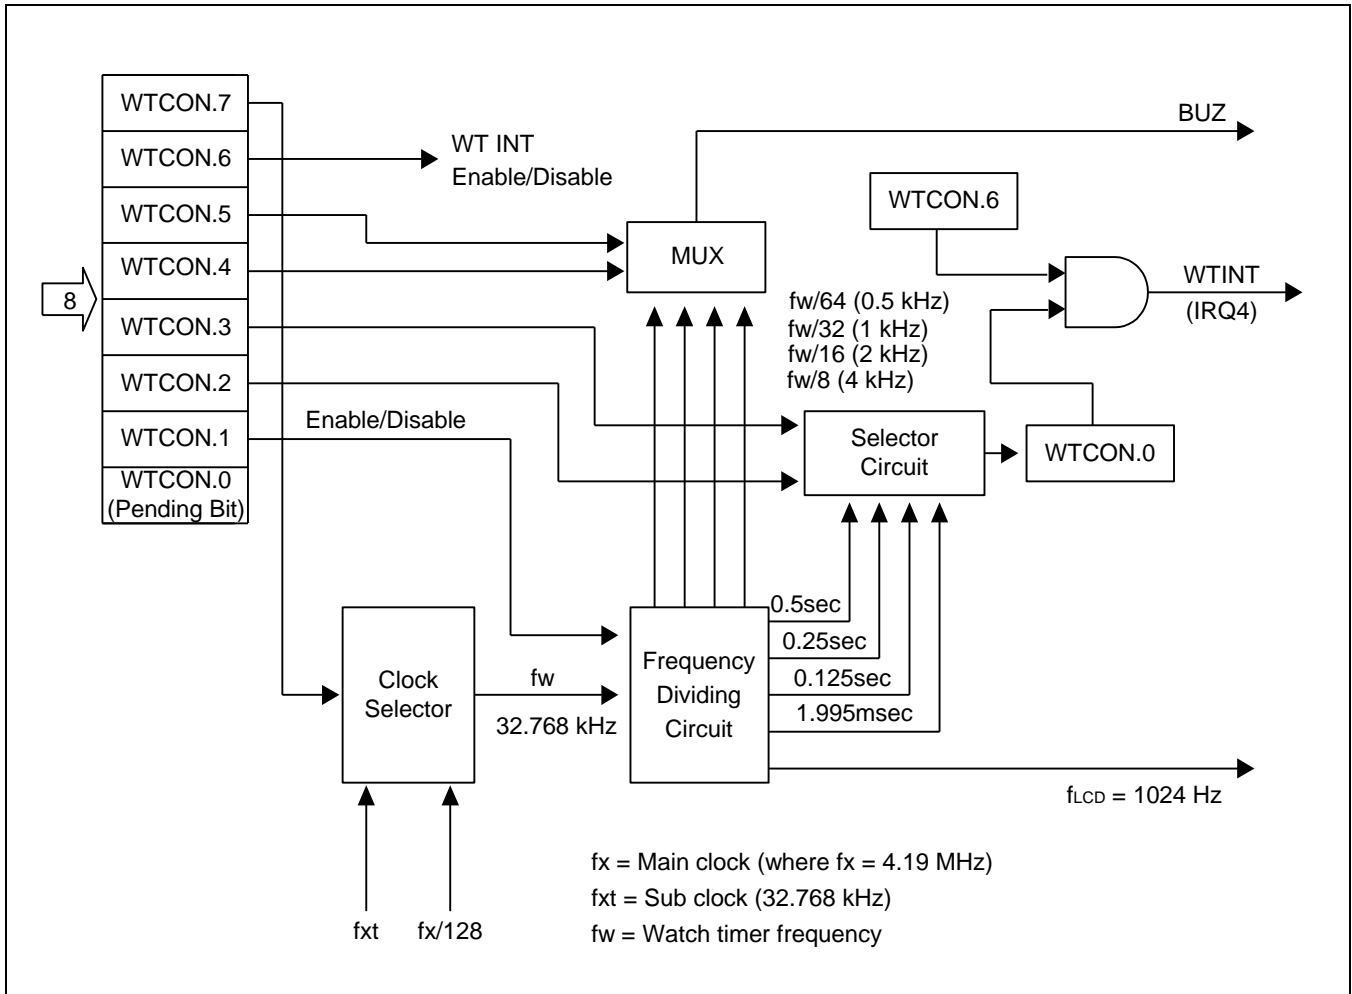 WTCON.7
WTCON.6
WTCON.5
WTCON.4
WTCON.3
WTCON.2
WTCON.1
WTCON.0
(Pending Bit)
8
WT INT
Enable/Disable
BUZ
MUX
WTCON.6
WTINT
(IRQ4)
fw/64 (0.5 kHz)
fw/32 (1 kHz)
fw/16 (2 kHz)
fw/8 (4 kHz)
Enable/Disable
Selector
Circuit
WTCON.0
0.5sec
0.25sec
0.125sec
1.995msec
Clock
Selector
fw
32.768 kHz
Frequency
Dividing
Circuit
fLCD = 1024 Hz
fxt
fx/128
fx = Main clock (where fx = 4.19 MHz)
fxt = Sub clock (32.768 kHz)
fw = Watch timer frequency